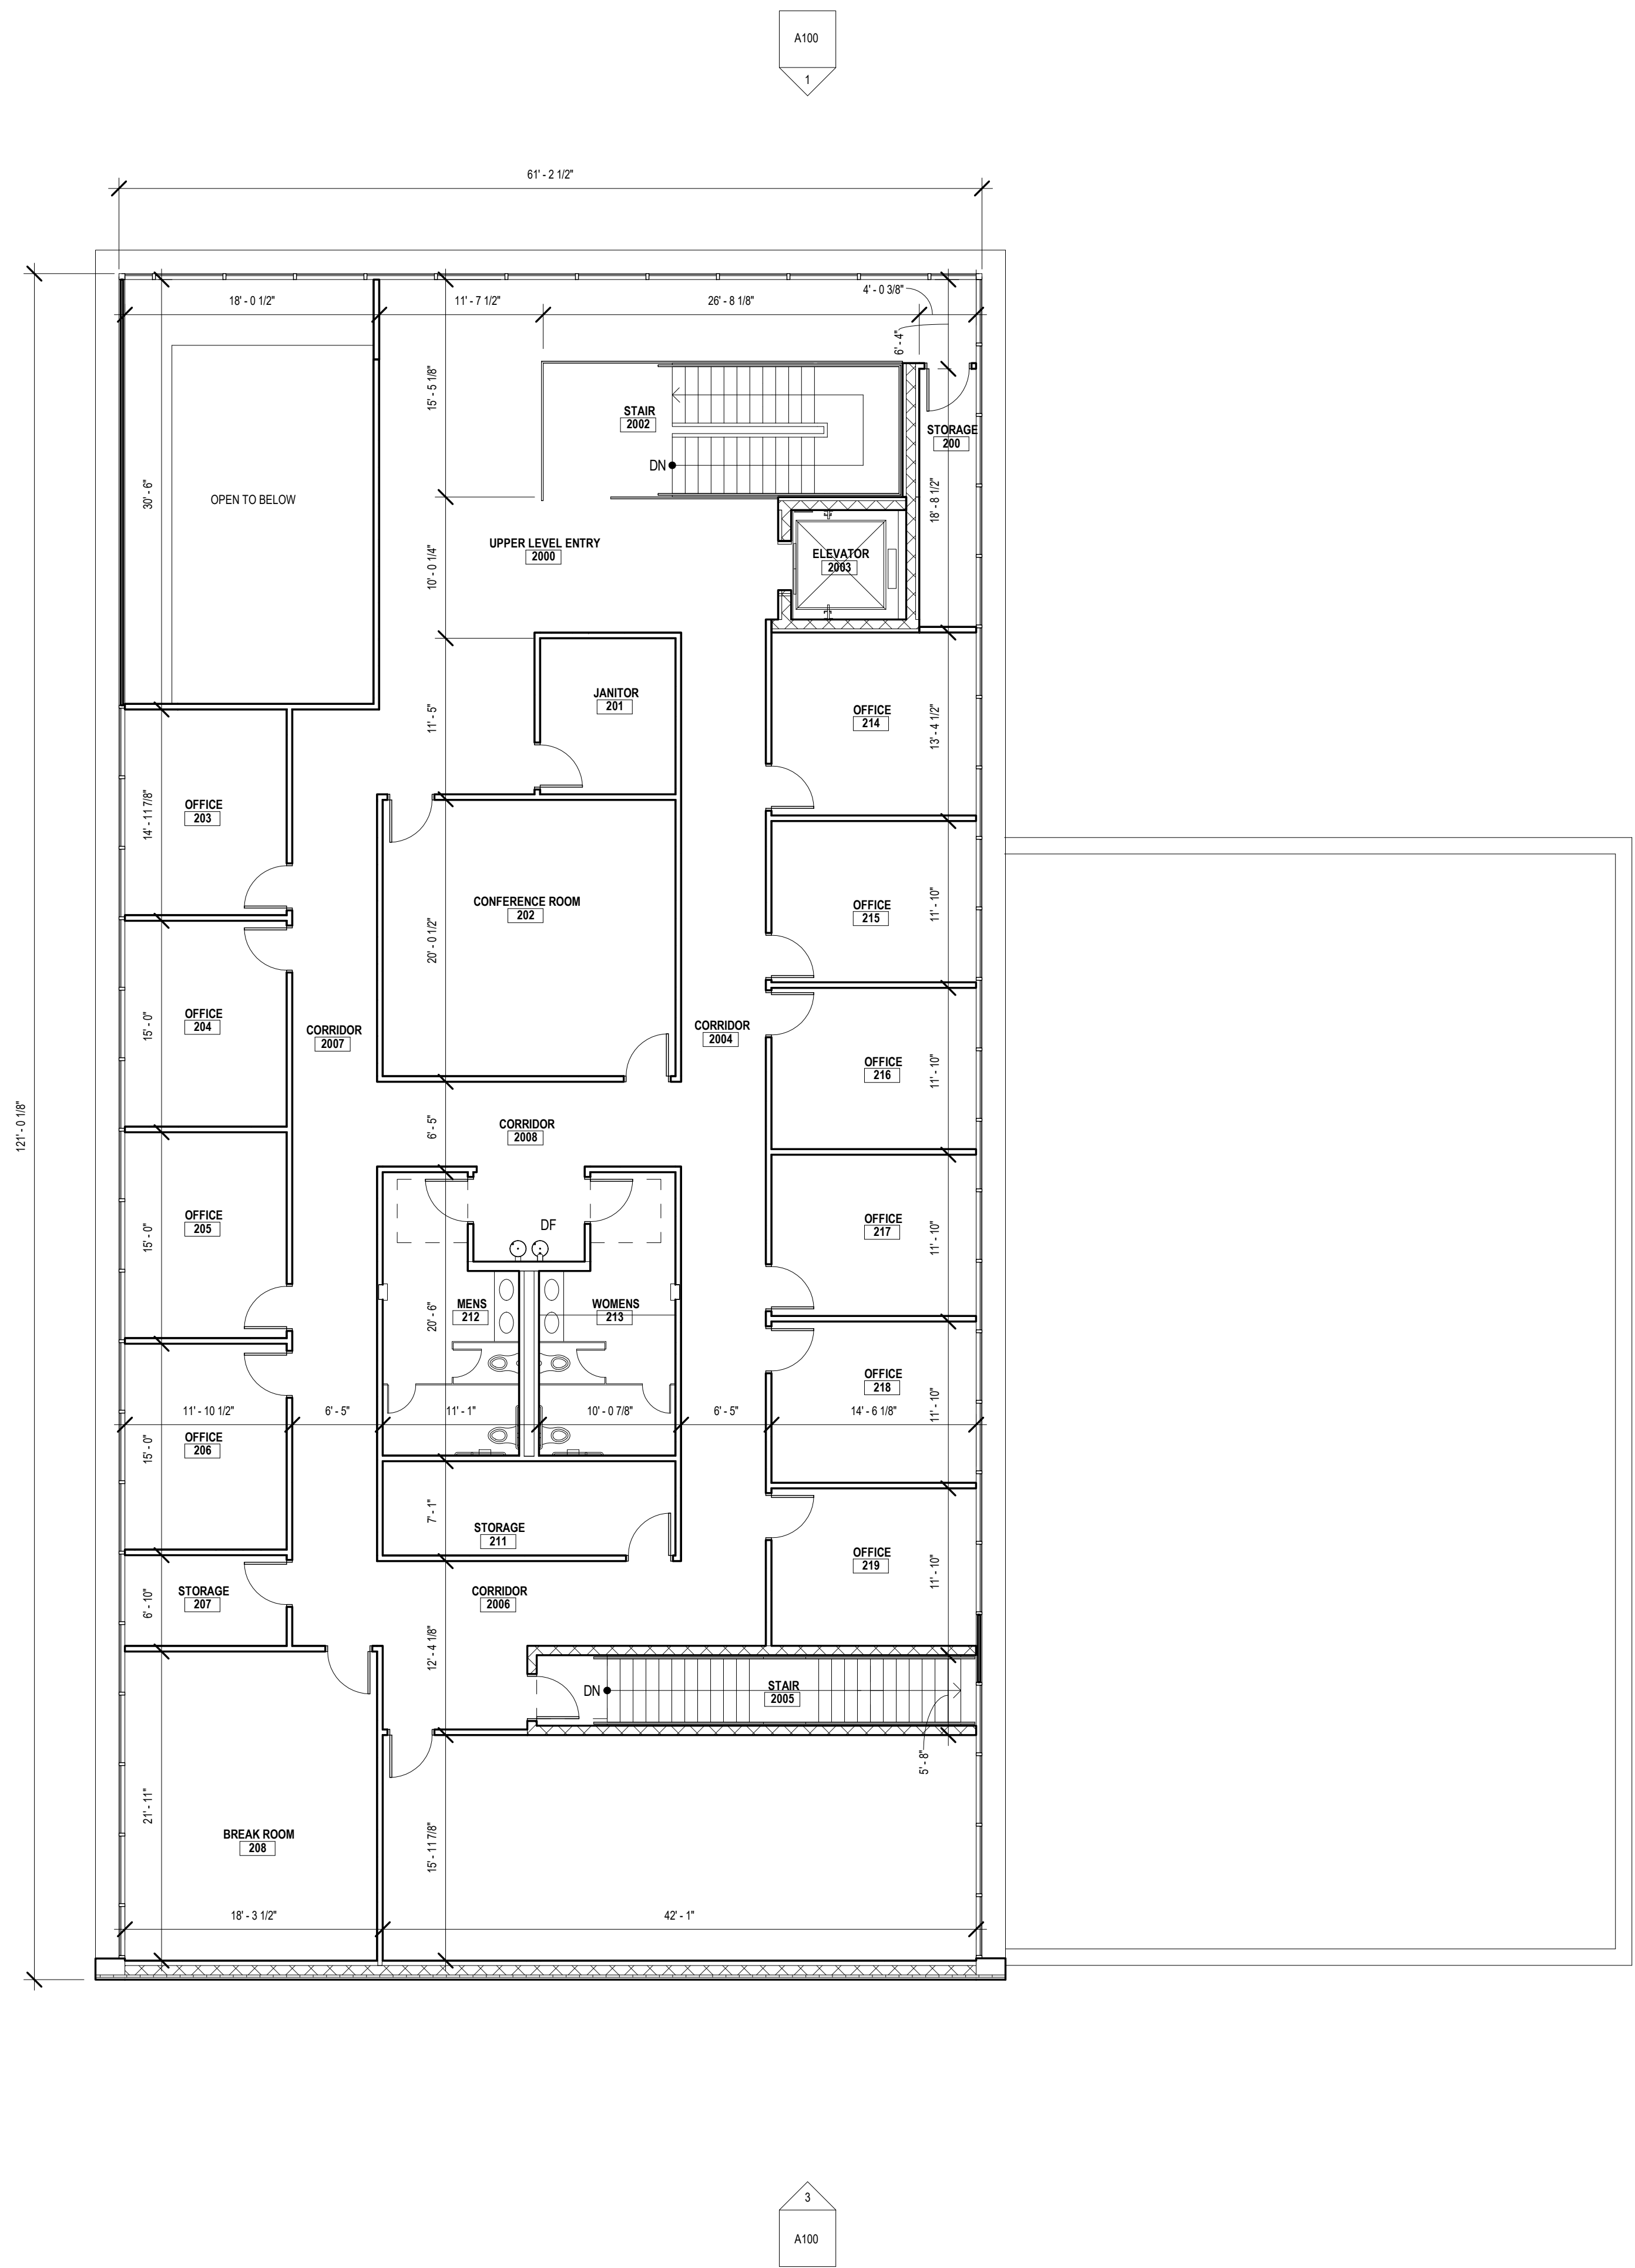 A100
1
61' - 2 1/2"
18' - 0 1/2"
11' - 7 1/2"
26' - 8 1/8"
4' - 0 3/8"
6' - 4"
15' - 5 1/8"
STAIR
2002
DN
STORAGE
200
18' - 8 1/2"
30' - 6"
OPEN TO BELOW
UPPER LEVEL ENTRY
2000
10' - 0 1/4"
ELEVATOR
2003
JANITOR
201
11' - 5"
OFFICE
214
13' - 4 1/2"
OFFICE
203
14' - 11 7/8"
CONFERENCE ROOM
202
20' - 0 1/2"
OFFICE
215
11' - 10"
OFFICE
204
15' - 0"
CORRIDOR
2007
CORRIDOR
2004
OFFICE
216
11' - 10"
121' - 0 1/8"
CORRIDOR
2008
6' - 5"
OFFICE
205
15' - 0"
DF
OFFICE
217
11' - 10"
MENS
212
WOMENS
213
20' - 6"
OFFICE
218
11' - 10"
11' - 10 1/2"
6' - 5"
11' - 1"
10' - 0 7/8"
6' - 5"
14' - 6 1/8"
OFFICE
206
15' - 0"
7' - 1"
STORAGE
211
OFFICE
219
11' - 10"
STORAGE
207
6' - 10"
CORRIDOR
2006
12' - 4 1/8"
DN
STAIR
2005
5' - 8"
21' - 11"
BREAK ROOM
208
15' - 11 7/8"
18' - 3 1/2"
42' - 1"
3
A100